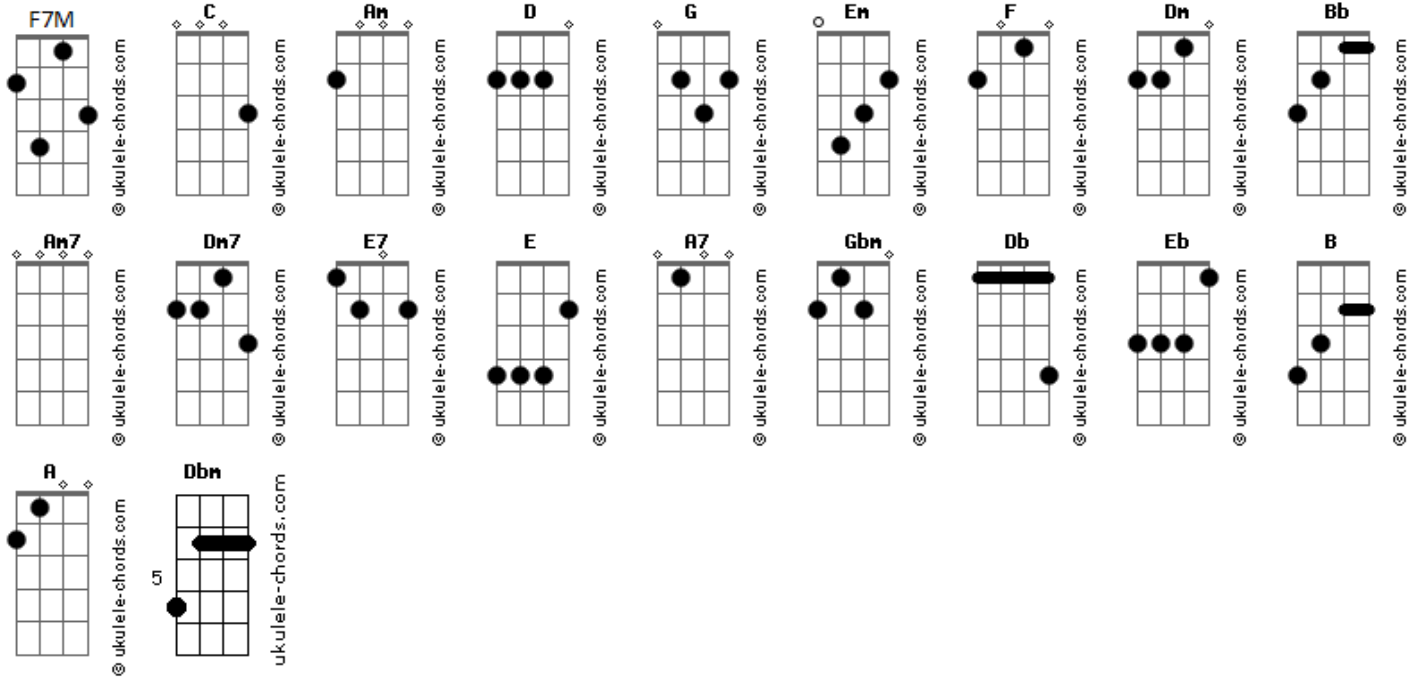 F7M C Am D G Em F Dm Bb
© ukulele-chords.com © ukulele-chords.com © ukulele-chords.com © ukulele-chords.com © ukulele-chords.com © ukulele-chords.com © ukulele-chords.com © ukulele-chords.com © ukulele-chords.com
Am7 Dm7 E7 E A7 Gbm Db Eb B
© ukulele-chords.com © ukulele-chords.com © ukulele-chords.com © ukulele-chords.com © ukulele-chords.com © ukulele-chords.com © ukulele-chords.com © ukulele-chords.com © ukulele-chords.com
A Dbm
© ukulele-chords.com 5 ukulele-chords.com